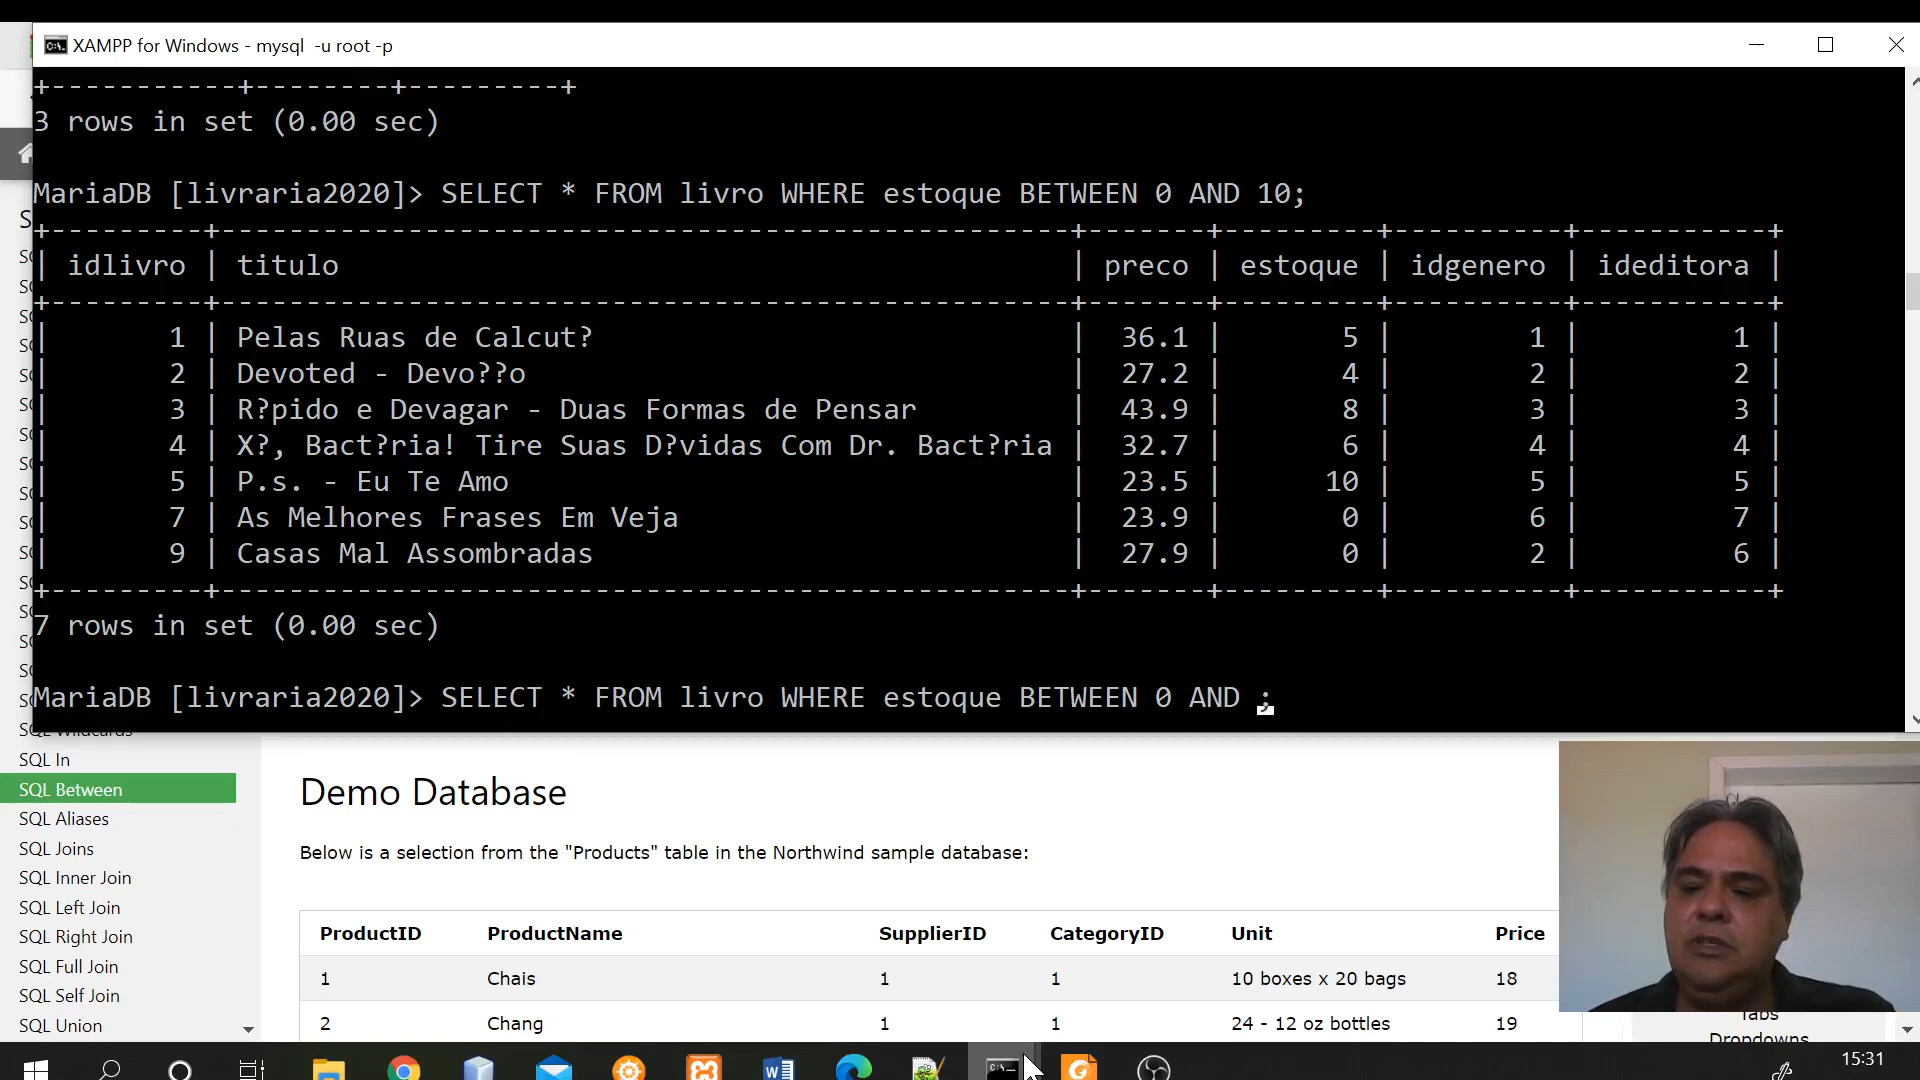 XAMPP for Windows - mysql -u root -p
+-----------+--------+---------+
3 rows in set (0.00 sec)
MariaDB [livraria2020]> SELECT * FROM livro WHERE estoque BETWEEN 0 AND 10;
| idlivro | titulo | preco | estoque | idgenero | ideditora |
| 1 | Pelas Ruas de Calcut? | 36.1 | 5 | 1 | 1 |
| 2 | Devoted - Devo??o | 27.2 | 4 | 2 | 2 |
| 3 | R?pido e Devagar - Duas Formas de Pensar | 43.9 | 8 | 3 | 3 |
| 4 | X?, Bact?ria! Tire Suas D?vidas Com Dr. Bact?ria | 32.7 | 6 | 4 | 4 |
| 5 | P.s. - Eu Te Amo | 23.5 | 10 | 5 | 5 |
| 7 | As Melhores Frases Em Veja | 23.9 | 0 | 6 | 7 |
| 9 | Casas Mal Assombradas | 27.9 | 0 | 2 | 6 |
7 rows in set (0.00 sec)
MariaDB [livraria2020]> SELECT * FROM livro WHERE estoque BETWEEN 0 AND ;
SQL In
SQL Between
SQL Aliases
SQL Joins
SQL Inner Join
SQL Left Join
SQL Right Join
SQL Full Join
SQL Self Join
SQL Union
Demo Database
Below is a selection from the "Products" table in the Northwind sample database:
ProductID ProductName SupplierID CategoryID Unit Price
1 Chais 1 1 10 boxes x 20 bags 18
2 Chang 1 1 24 - 12 oz bottles 19
Tabs
Dropdowns
15:31